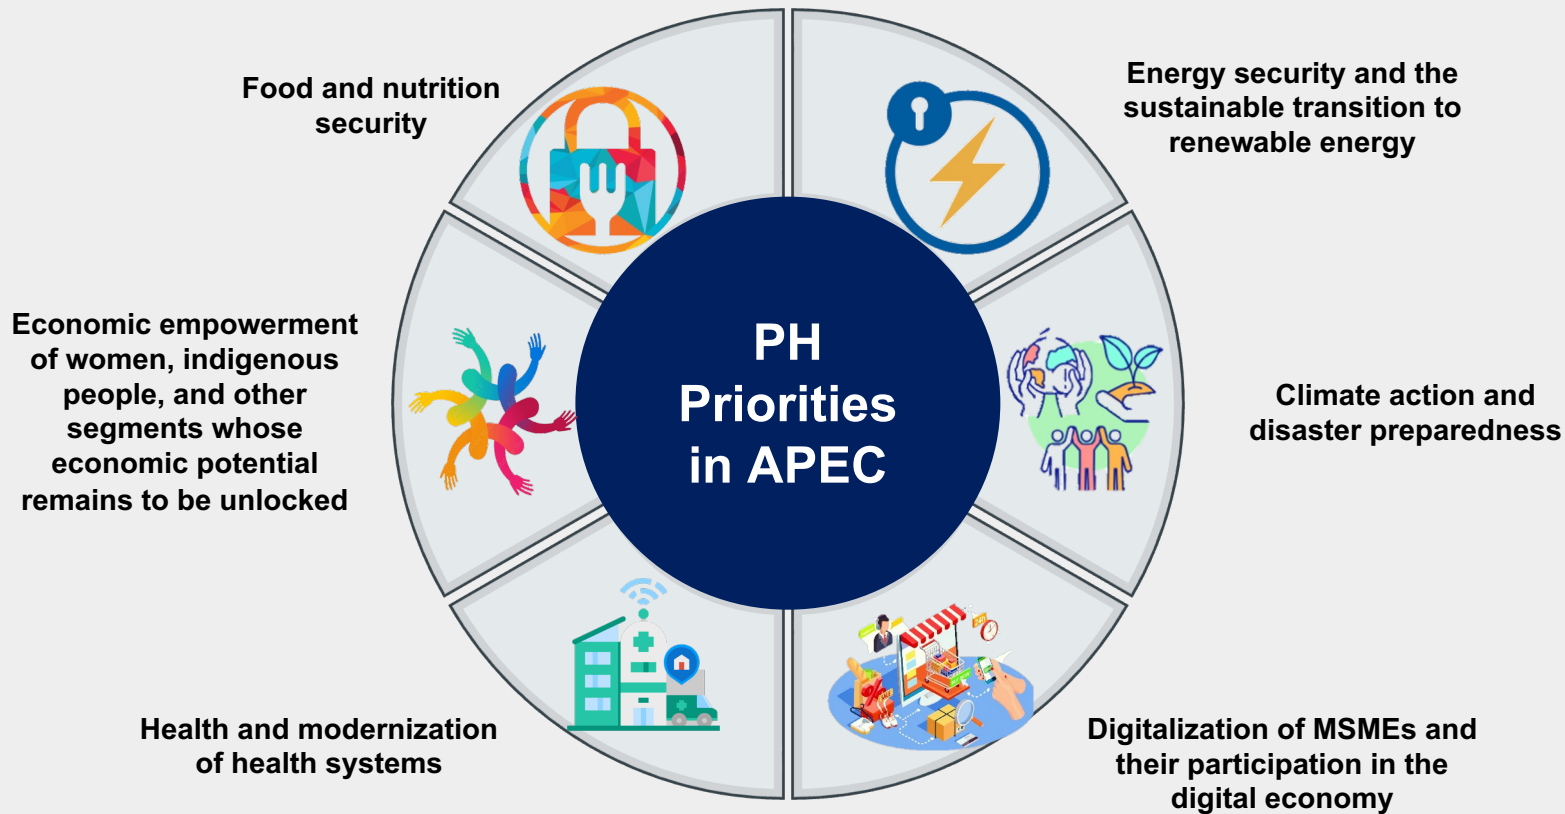 Food and nutrition
security
Energy security and the
sustainable transition to
renewable energy
Economic empowerment
of women, indigenous
people, and other
segments whose
economic potential
remains to be unlocked
PH
Priorities
in APEC
Climate action and
disaster preparedness
Health and modernization
of health systems
Digitalization of MSMEs and
their participation in the
digital economy